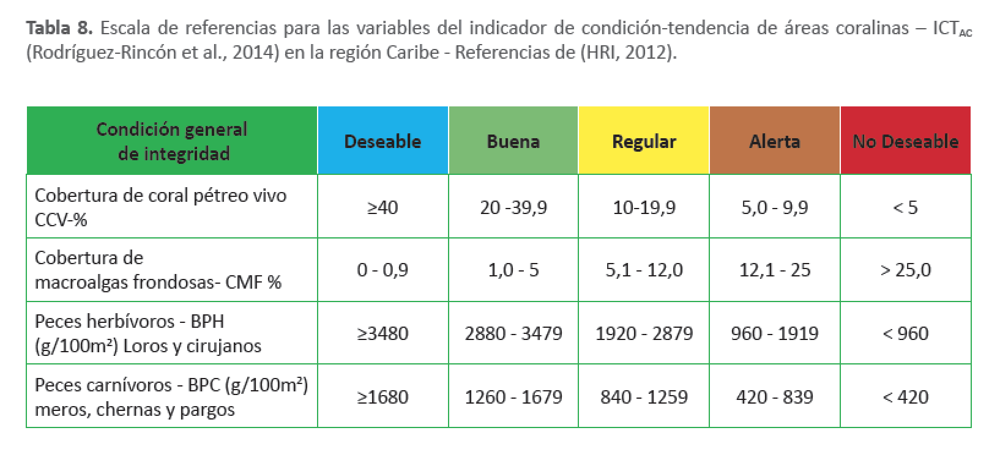 Tabla 8. Escala de referencias para las variables del indicador de condición-tendencia de áreas coralinas – ICTAC
(Rodríguez-Rincón et al., 2014) en la región Caribe - Referencias de (HRI, 2012).
Condición general
de integridad
Deseable
Buena
Regular
Alerta
No Deseable
Cobertura de coral pétreo vivo
CCV-%
≥40
20 -39,9
10-19,9
5,0 - 9,9
< 5
Cobertura de
macroalgas frondosas- CMF %
0 - 0,9
1,0 - 5
5,1 - 12,0
12,1 - 25
> 25,0
Peces herbívoros - BPH
(g/100m²) Loros y cirujanos
≥3480
2880 - 3479
1920 - 2879
960 - 1919
< 960
Peces carnívoros - BPC (g/100m²)
meros, chernas y pargos
≥1680
1260 - 1679
840 - 1259
420 - 839
< 420